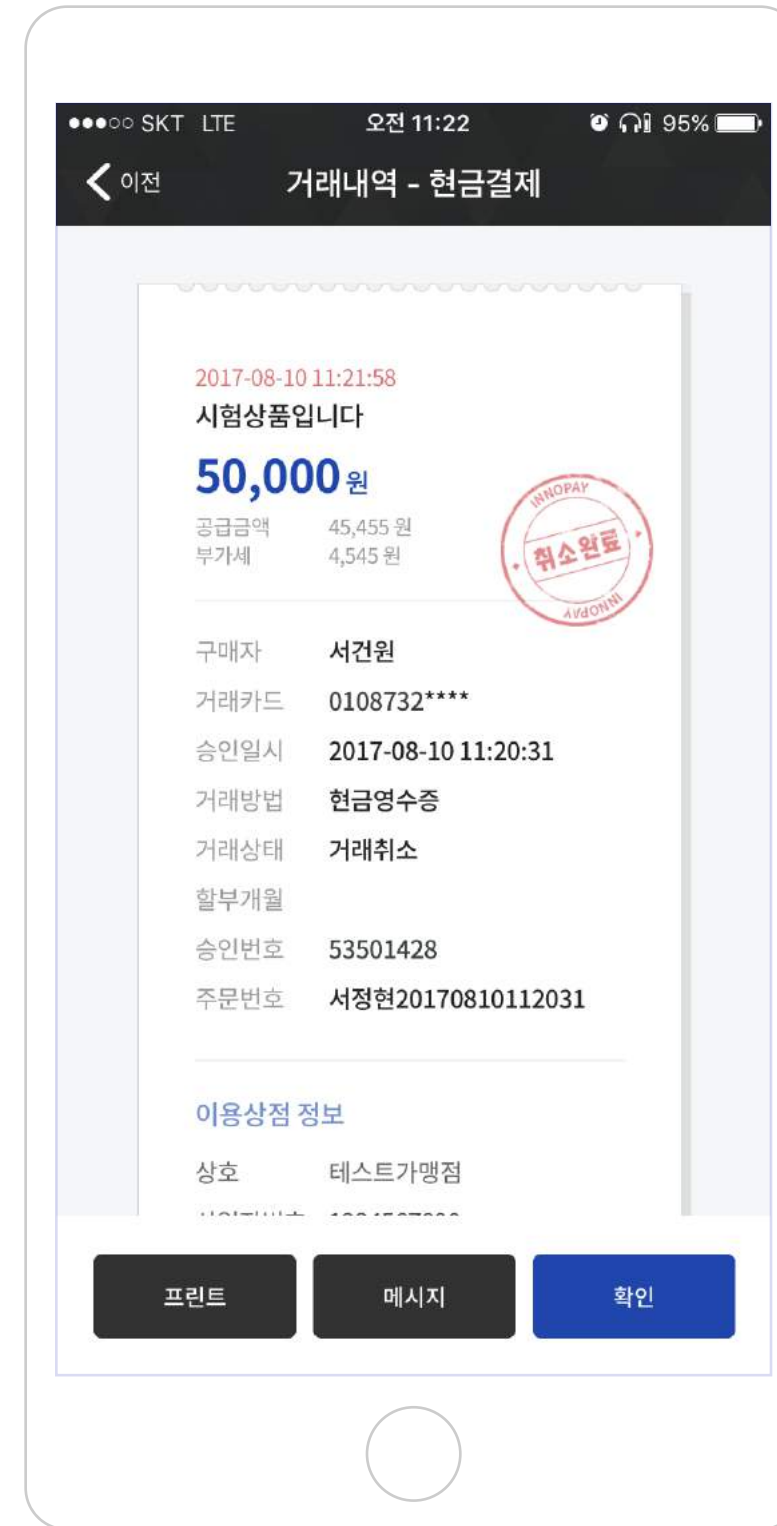 SKT LTE 오전 11:22 95%
이전 거래내역 - 현금결제
2017-08-10 11:21:58
시험상품입니다
50,000 원
공급금액 45,455 원
부가세 4,545 원
INNOPAY
취소완료
INNOPAY
구매자 서건원
거래카드 0108732****
승인일시 2017-08-10 11:20:31
거래방법 현금영수증
거래상태 거래취소
할부개월
승인번호 53501428
주문번호 서정현20170810112031
이용상점 정보
상호 테스트가맹점
프린트 메시지 확인